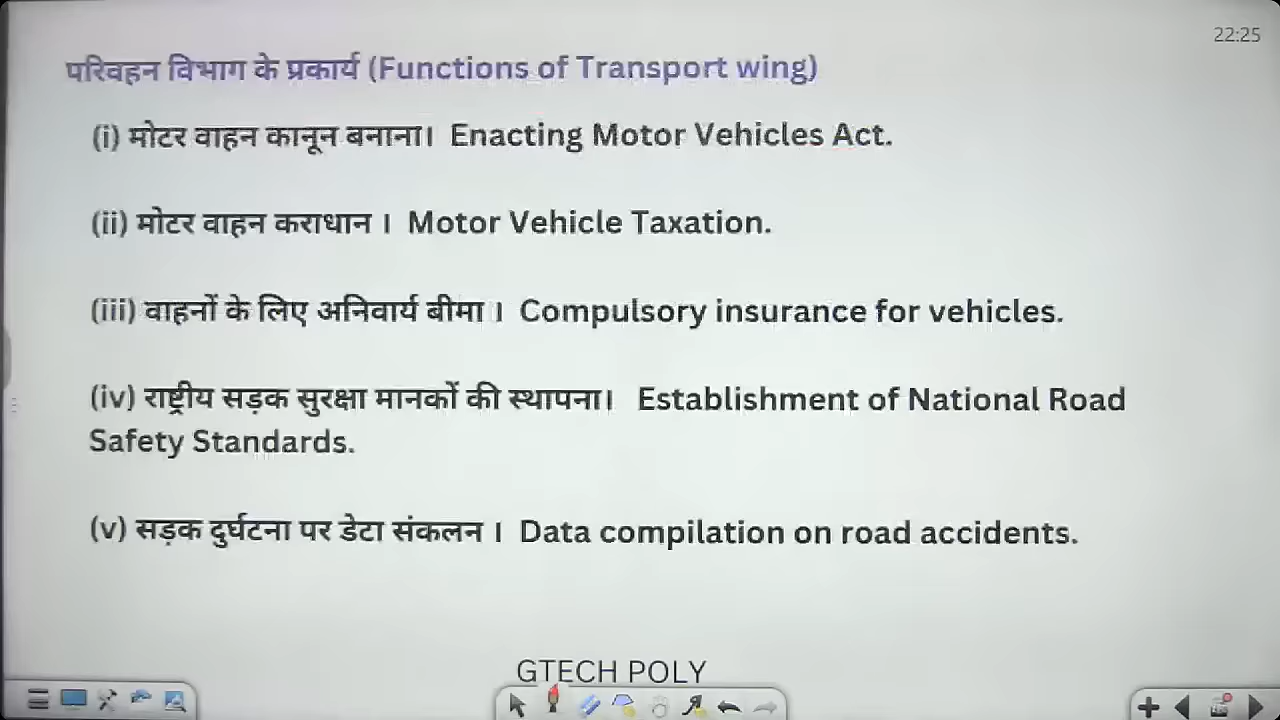 22:25
परिवहन विभाग के प्रकार्य (Functions of Transport wing)
(i) मोटर वाहन कानून बनाना। Enacting Motor Vehicles Act.
(ii) मोटर वाहन कराधान । Motor Vehicle Taxation.
(iii) वाहनों के लिए अनिवार्य बीमा । Compulsory insurance for vehicles.
(iv) राष्ट्रीय सड़क सुरक्षा मानकों की स्थापना। Establishment of National Road
Safety Standards.
(v) सड़क दुर्घटना पर डेटा संकलन । Data compilation on road accidents.
GTECH POLY